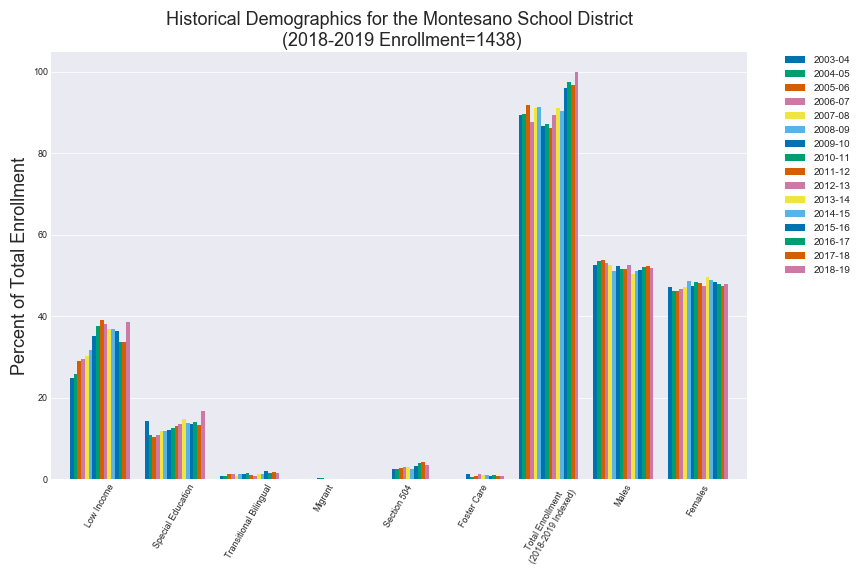 Historical Demographics for the Montesano School District
(2018-2019 Enrollment=1438)
Percent of Total Enrollment
100
80
60
40
20
0
Low Income
Special Education
Transitional Bilingual
Migrant
Section 504
Foster Care
Total Enrollment
(2018-2019 Indexed)
Males
Females
2003-04
2004-05
2005-06
2006-07
2007-08
2008-09
2009-10
2010-11
2011-12
2012-13
2013-14
2014-15
2015-16
2016-17
2017-18
2018-19